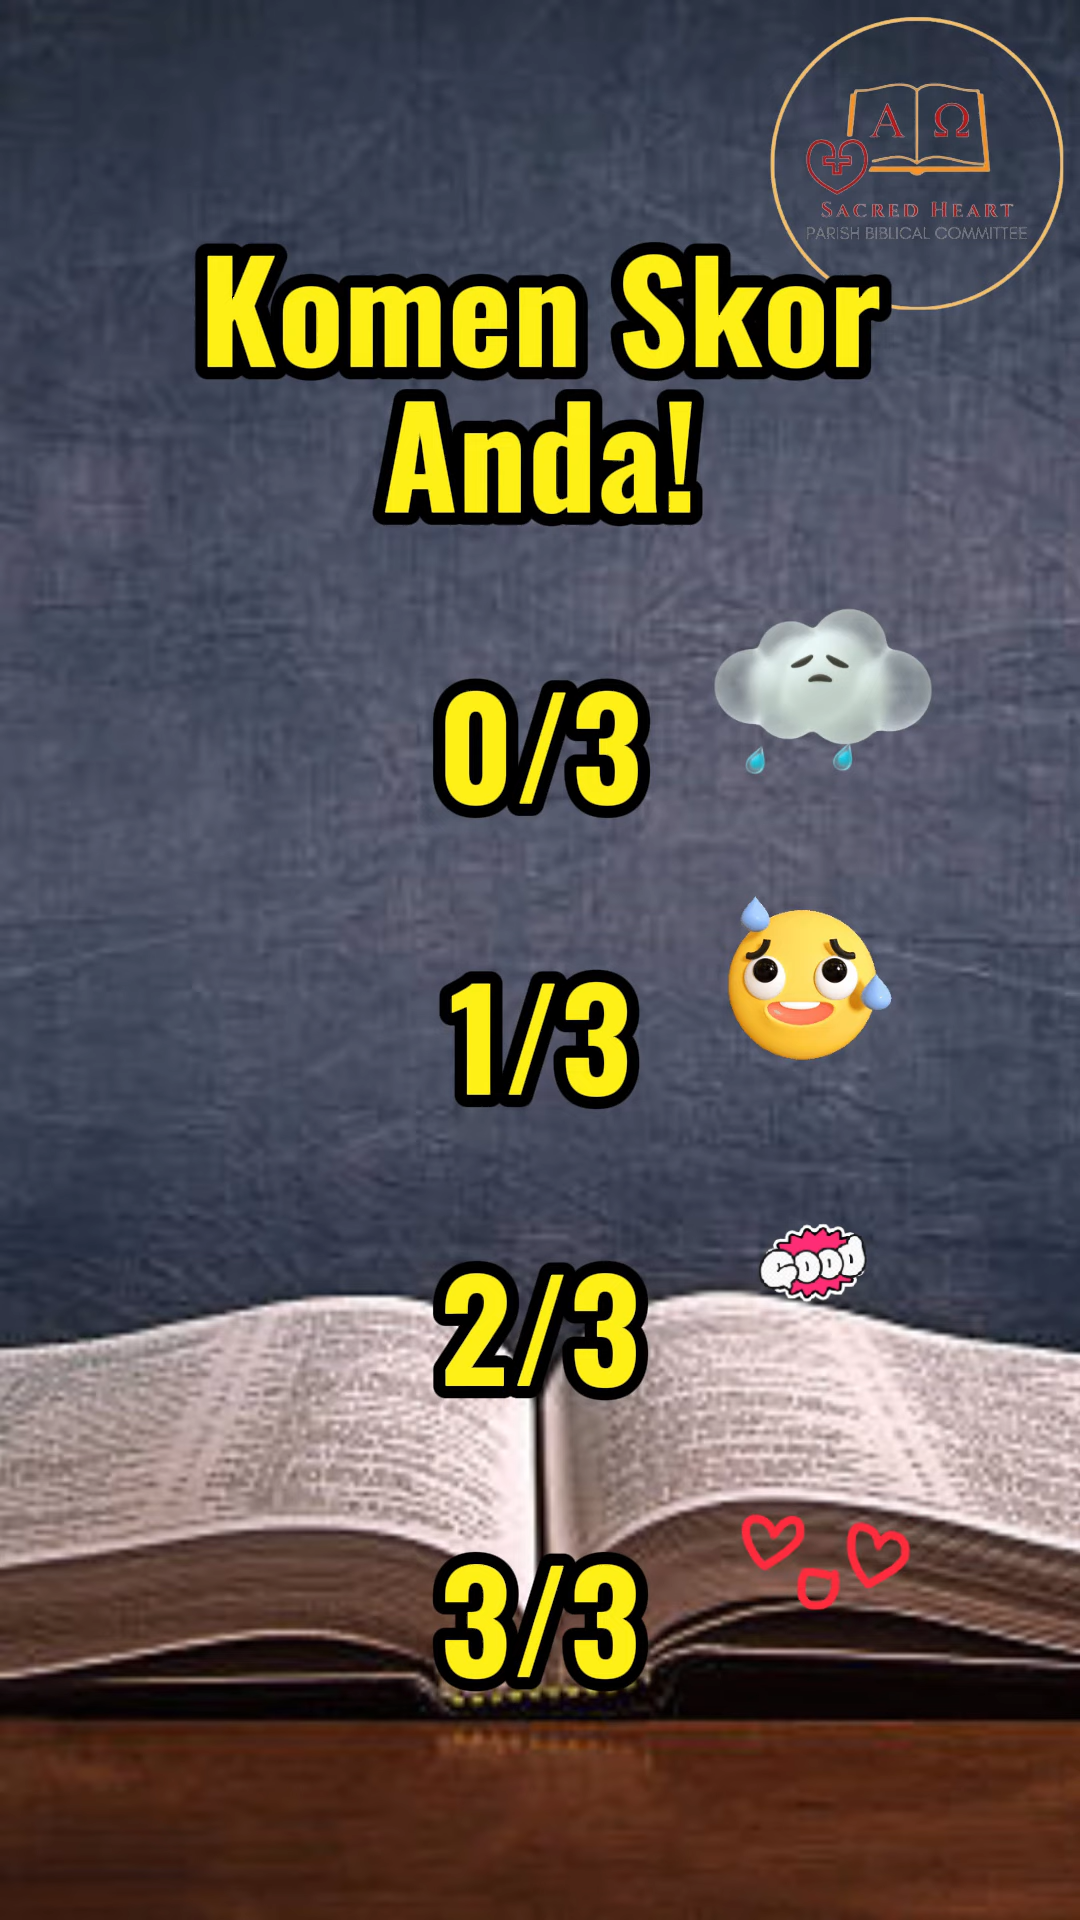 Α Ω
SACRED HEART
PARISH BIBLICAL COMMITTEE
Komen Skor
Anda!
0/3
1/3
GOOD
2/3
3/3